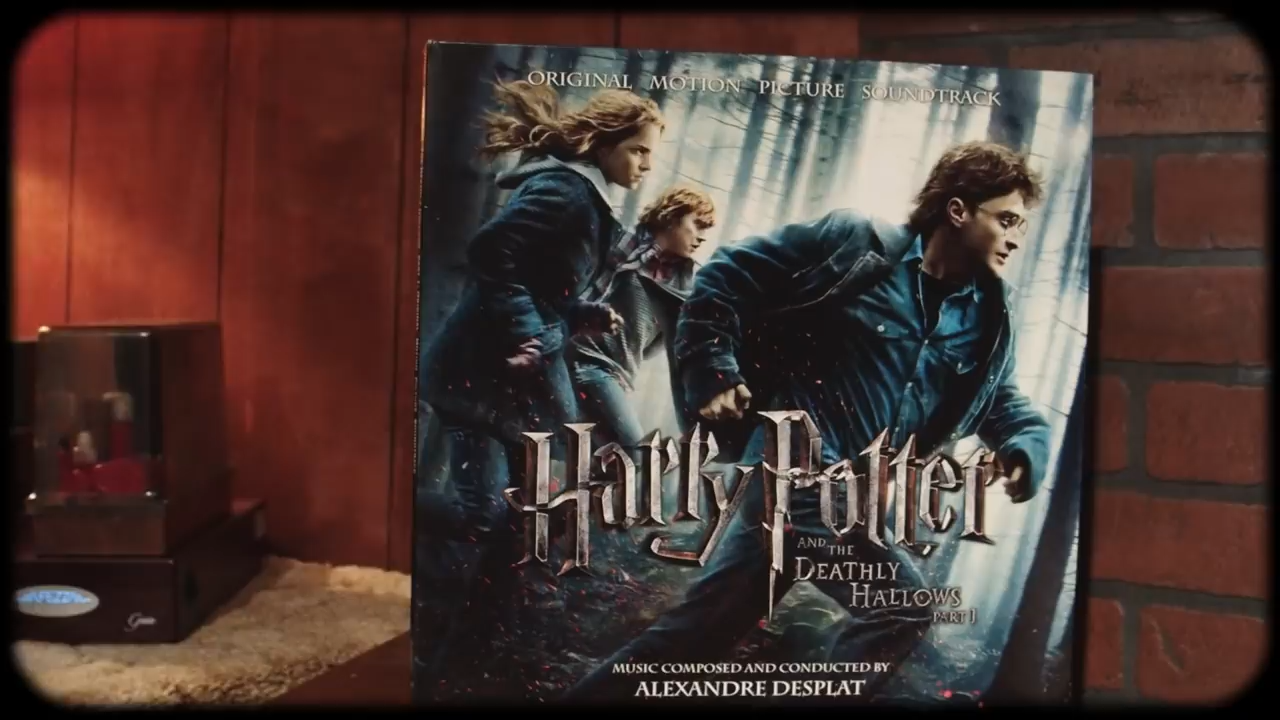 ORIGINAL MOTION PICTURE SOUNDTRACK
Harry Potter
AND THE
DEATHLY
HALLOWS
PART 1
MUSIC COMPOSED AND CONDUCTED BY
ALEXANDRE DESPLAT